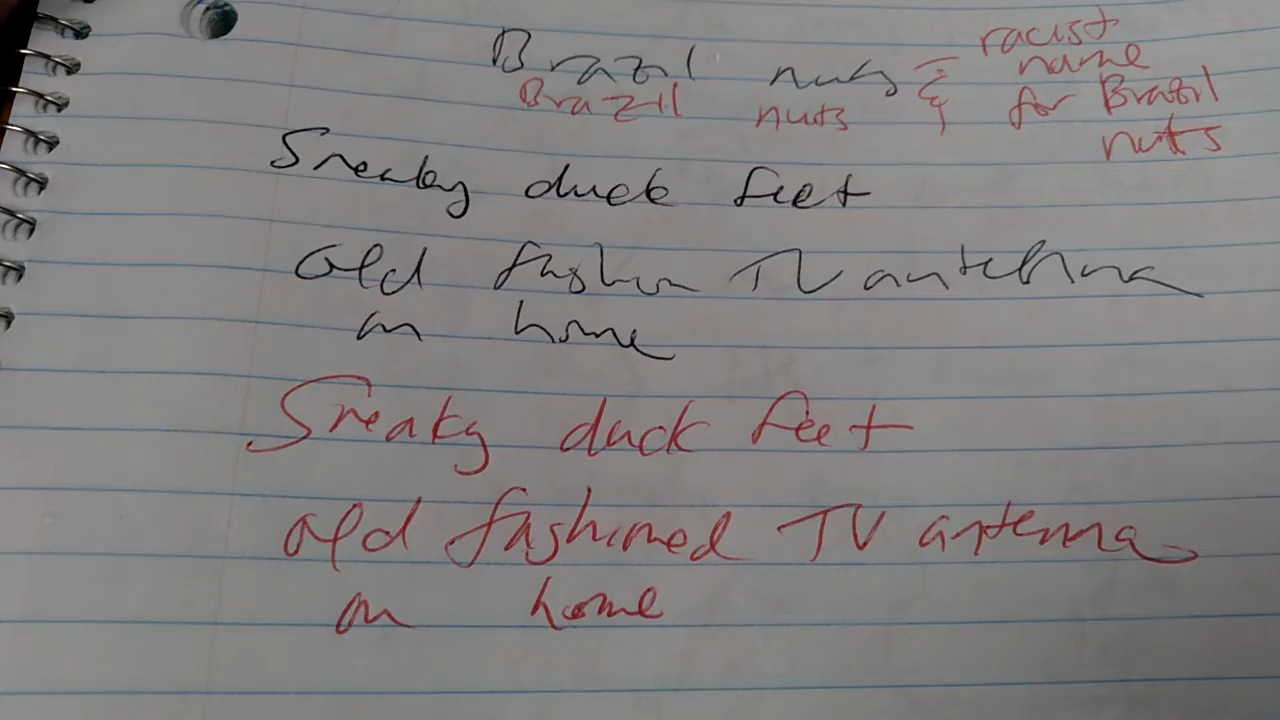 Brazil nuts
Brazil nuts & racist name for Brazil nuts
Sneaky duck feet
old fashion TV antenna
on home
Sneaky duck feet
old fashioned TV antenna
on home